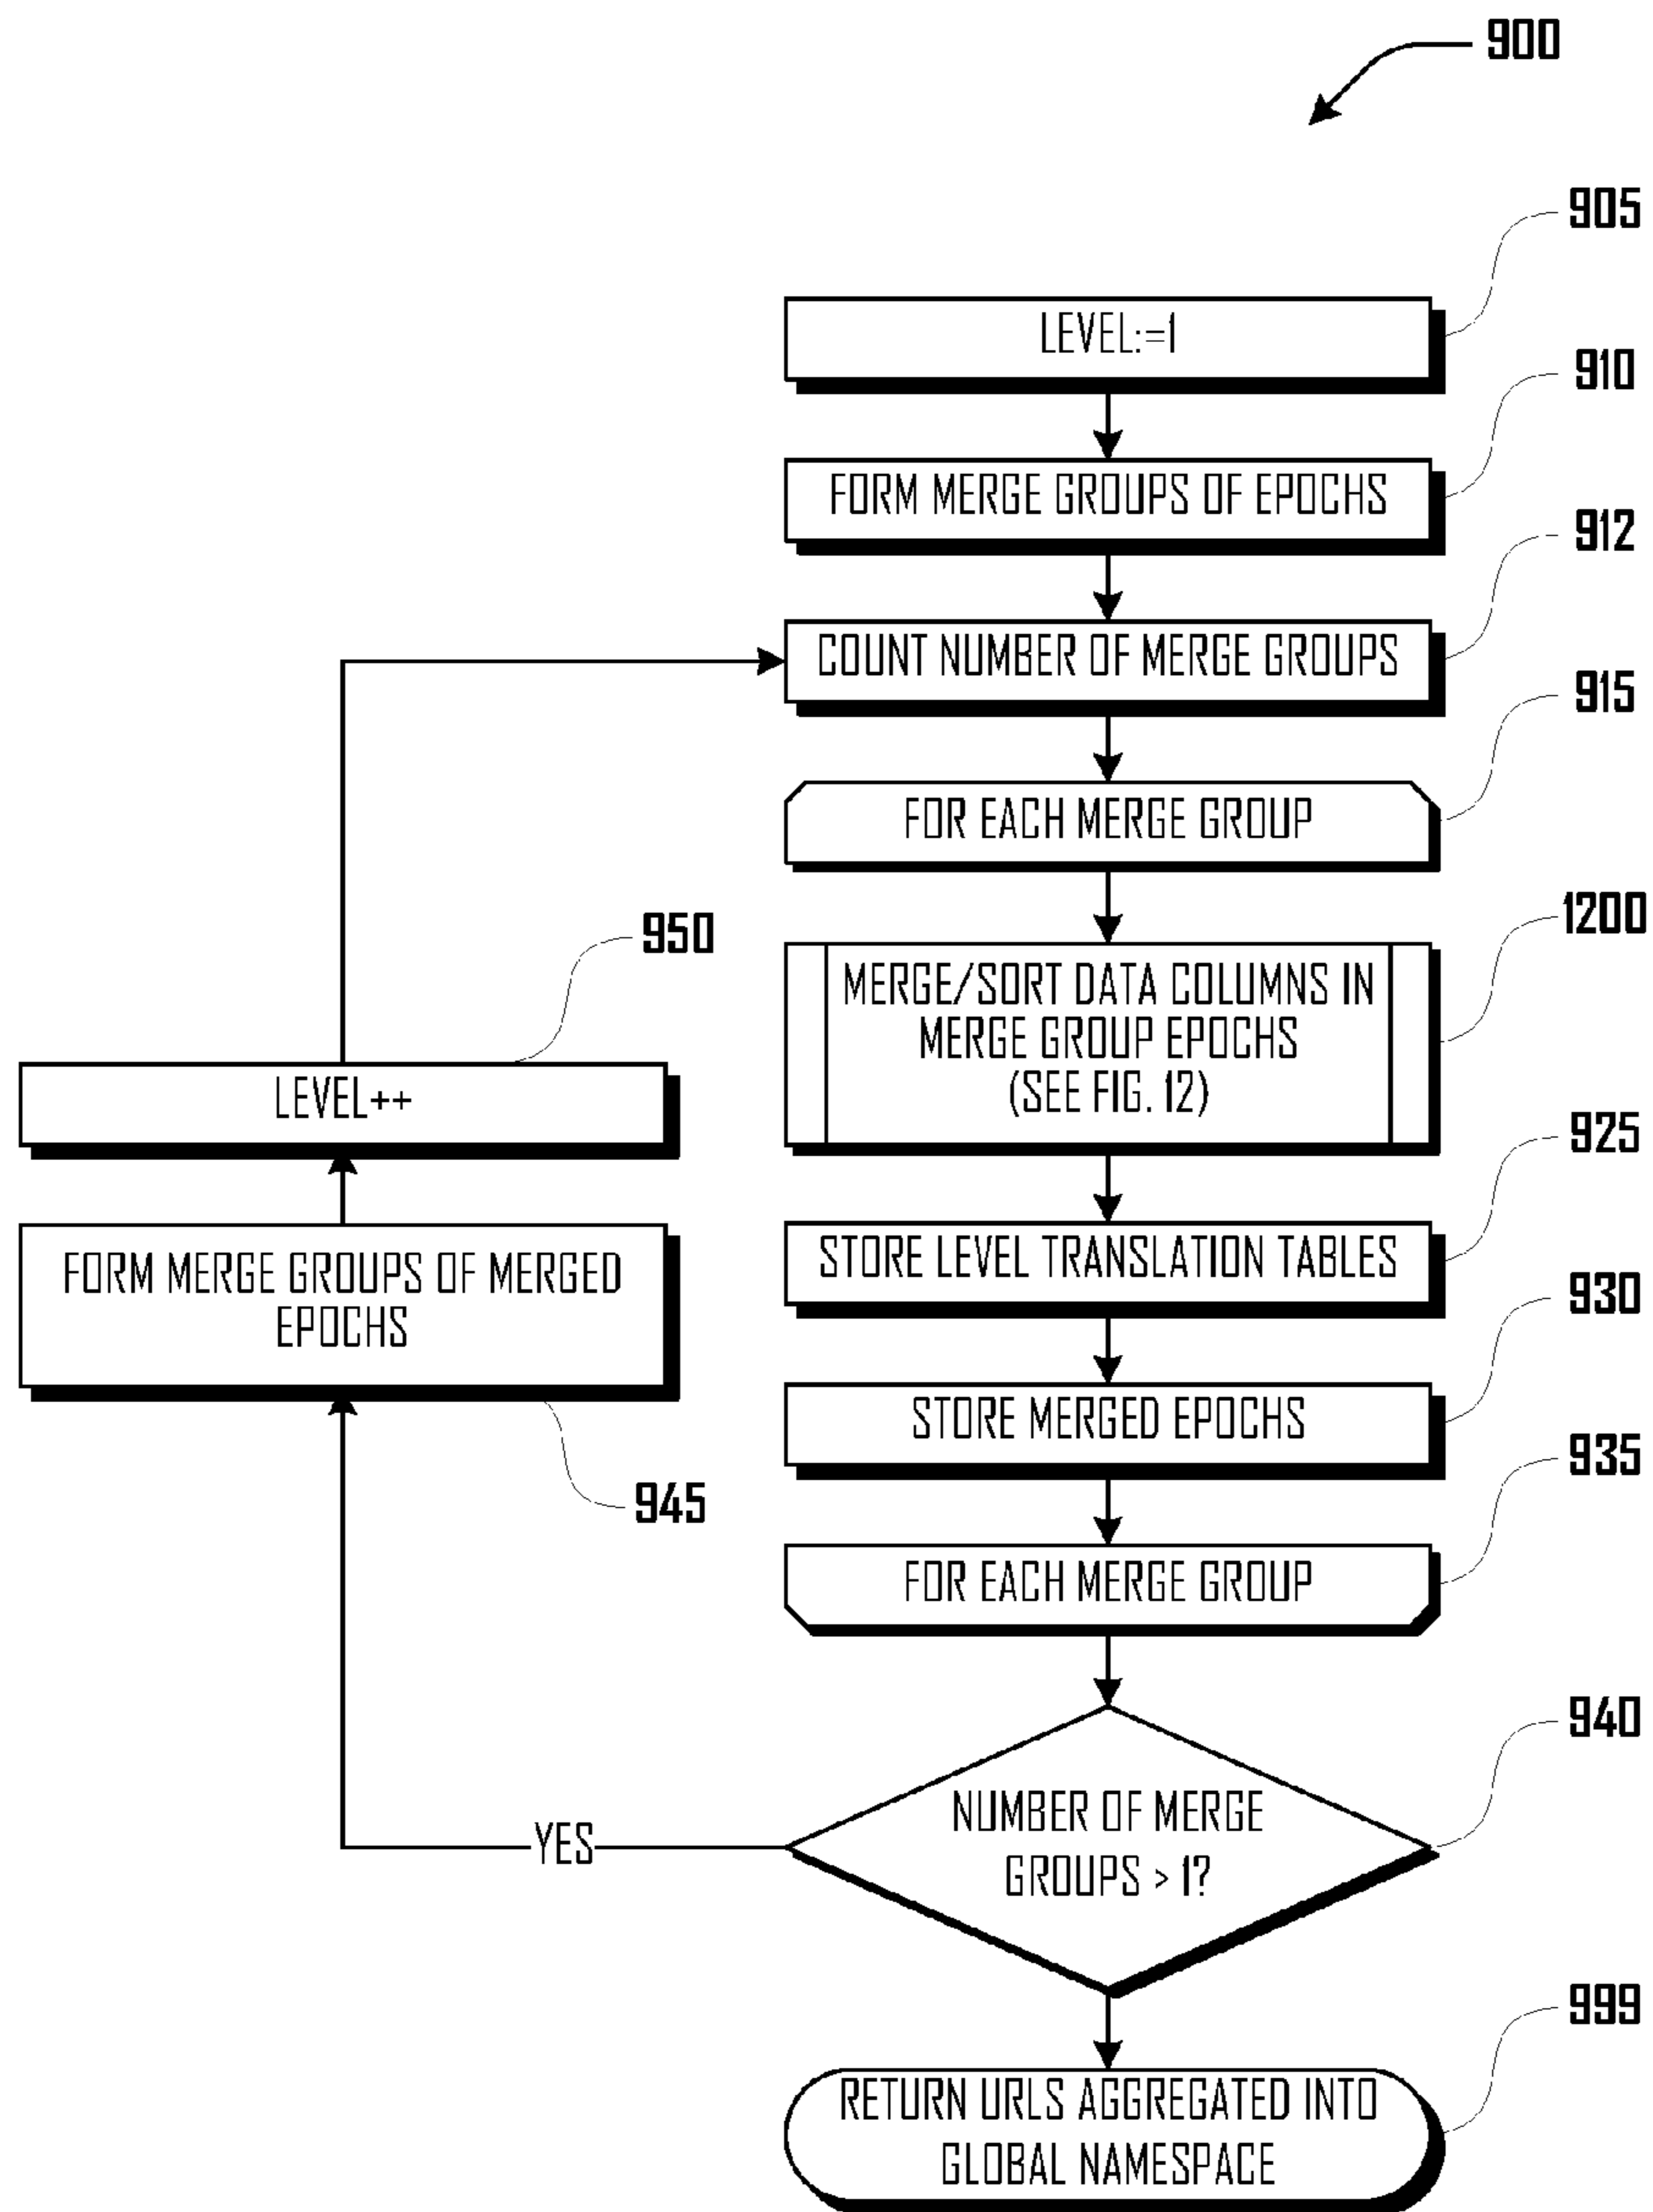 900
905
LEVEL:=1
910
FORM MERGE GROUPS OF EPOCHS
912
COUNT NUMBER OF MERGE GROUPS
915
FOR EACH MERGE GROUP
1200
MERGE/SORT DATA COLUMNS IN
MERGE GROUP EPOCHS
(SEE FIG. 12)
950
LEVEL++
925
STORE LEVEL TRANSLATION TABLES
FORM MERGE GROUPS OF MERGED
EPOCHS
945
930
STORE MERGED EPOCHS
935
FOR EACH MERGE GROUP
940
NUMBER OF MERGE
GROUPS > 1?
YES
999
RETURN URLS AGGREGATED INTO
GLOBAL NAMESPACE